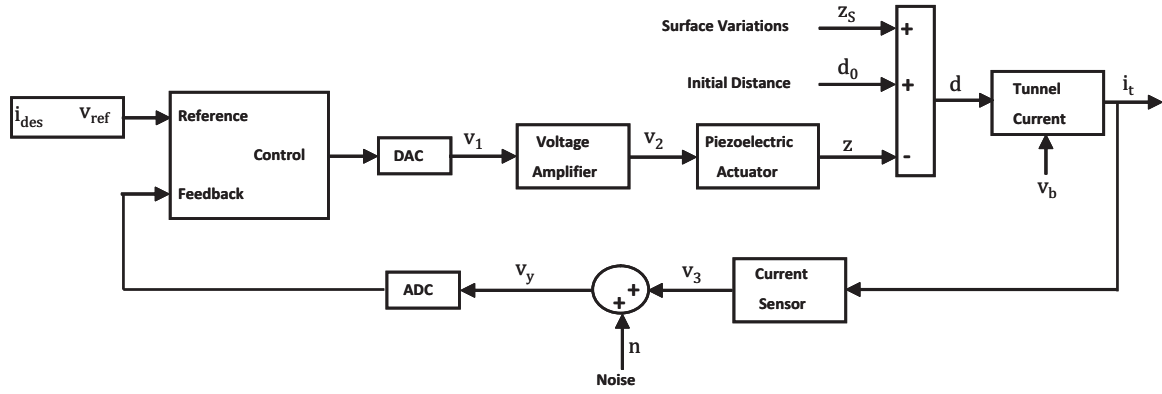 Surface Variations
z_S
+
Initial Distance
d_0
+
d
Tunnel
Current
i_t
i_des v_ref
Reference
Control
Feedback
DAC
v_1
Voltage
Amplifier
v_2
Piezoelectric
Actuator
z
-
v_b
ADC
v_y
+
+
v_3
Current
Sensor
n
Noise